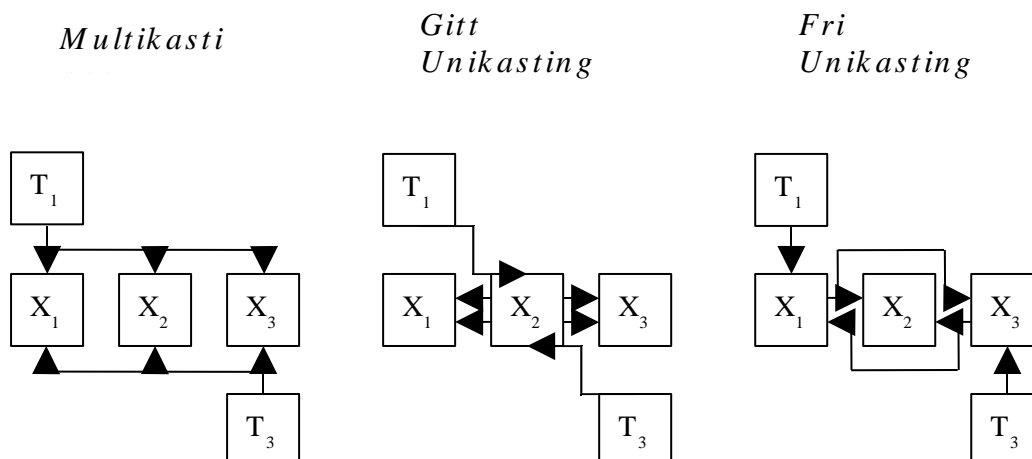 Multikasti
Gitt
Unikasting
Fri
Unikasting
T₁
T₁
T₁
X₁ X₂ X₃
X₁ X₂ X₃
X₁ X₂ X₃
T₃
T₃
T₃